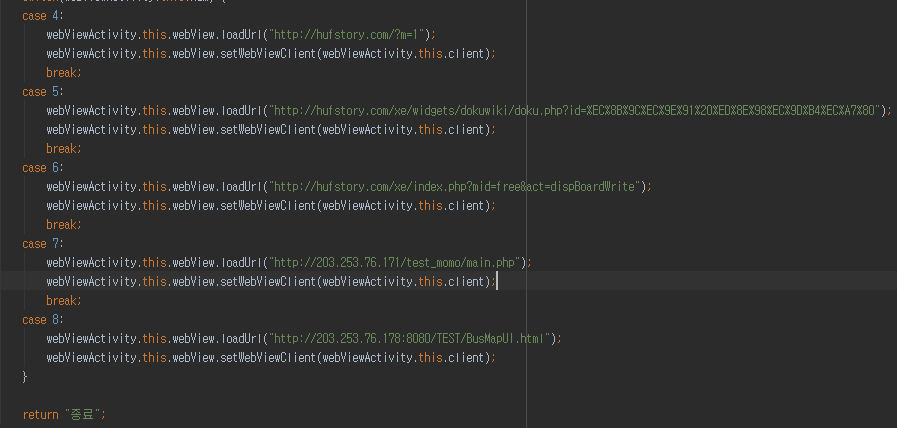 case 4:
webViewActivity.this.webView.loadUrl("http://hufstory.com/?m=1");
webViewActivity.this.webView.setWebViewClient(webViewActivity.this.client);
break;
case 5:
webViewActivity.this.webView.loadUrl("http://hufstory.com/xe/widgets/dokuwiki/doku.php?id=%EC%8B%9C%EC%9E%91%20%ED%8E%98%EC%9D%B4%EC%A7%80");
webViewActivity.this.webView.setWebViewClient(webViewActivity.this.client);
break;
case 6:
webViewActivity.this.webView.loadUrl("http://hufstory.com/xe/index.php?mid=free&act=dispBoardWrite");
webViewActivity.this.webView.setWebViewClient(webViewActivity.this.client);
break;
case 7:
webViewActivity.this.webView.loadUrl("http://203.253.76.171/test_momo/main.php");
webViewActivity.this.webView.setWebViewClient(webViewActivity.this.client);
break;
case 8:
webViewActivity.this.webView.loadUrl("http://203.253.76.178:8080/TEST/BusMapUI.html");
webViewActivity.this.webView.setWebViewClient(webViewActivity.this.client);
}
return "종료";